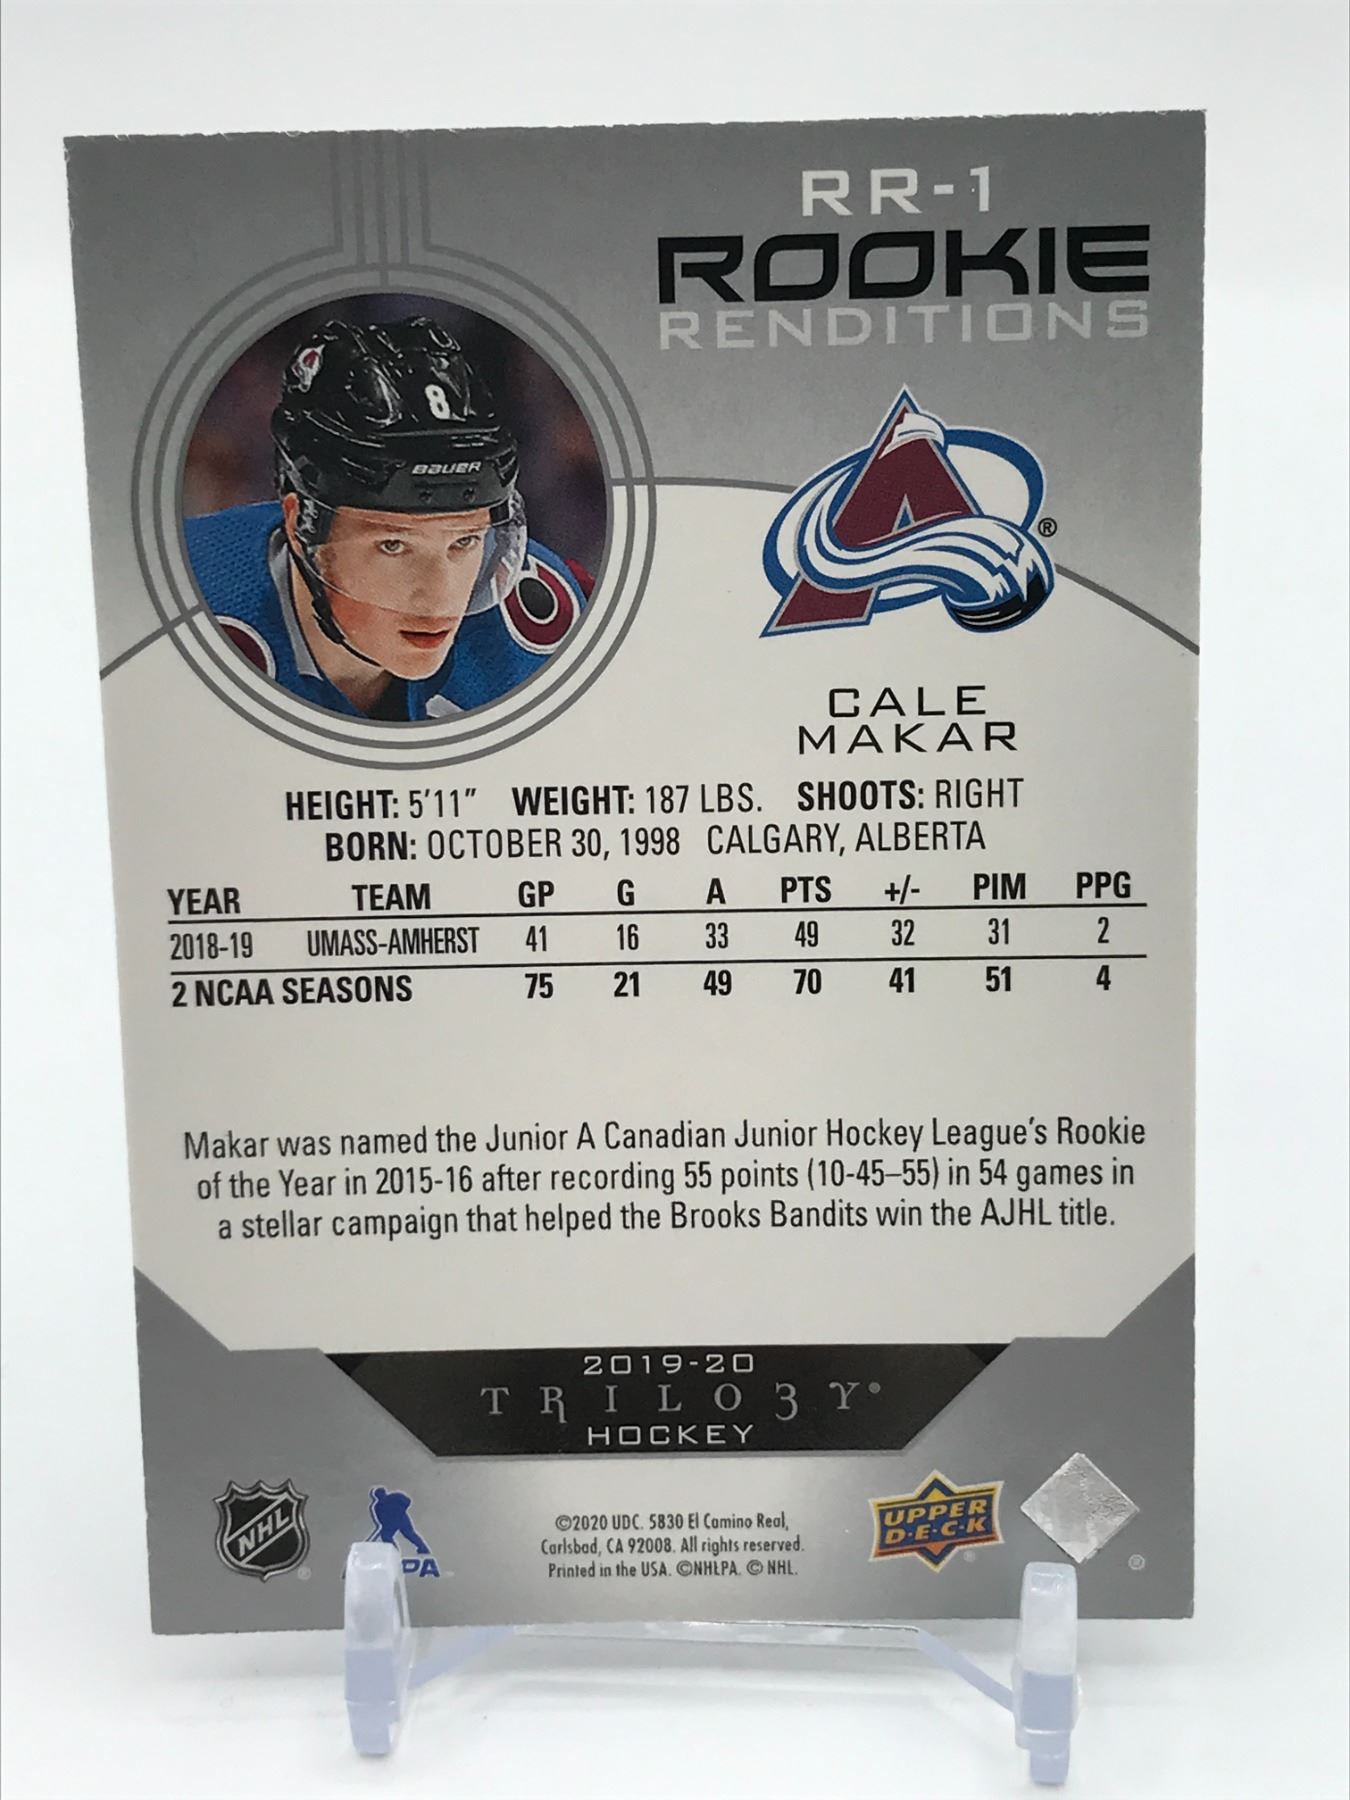 RR-1
ROOKIE
RENDITIONS
8
BAUER
®
CALE
MAKAR
HEIGHT: 5'11" WEIGHT: 187 LBS. SHOOTS: RIGHT
BORN: OCTOBER 30, 1998 CALGARY, ALBERTA
YEAR TEAM GP G A PTS +/- PIM PPG
2018-19 UMASS-AMHERST 41 16 33 49 32 31 2
2 NCAA SEASONS 75 21 49 70 41 51 4
Makar was named the Junior A Canadian Junior Hockey League's Rookie
of the Year in 2015-16 after recording 55 points (10-45–55) in 54 games in
a stellar campaign that helped the Brooks Bandits win the AJHL title.
2019-20
TRILO3Y®
HOCKEY
NHL ®
PA
©2020 UDC. 5830 El Camino Real,
Carlsbad, CA 92008. All rights reserved.
Printed in the USA. ©NHLPA. © NHL.
UPPER
D·E·C·K ®
®